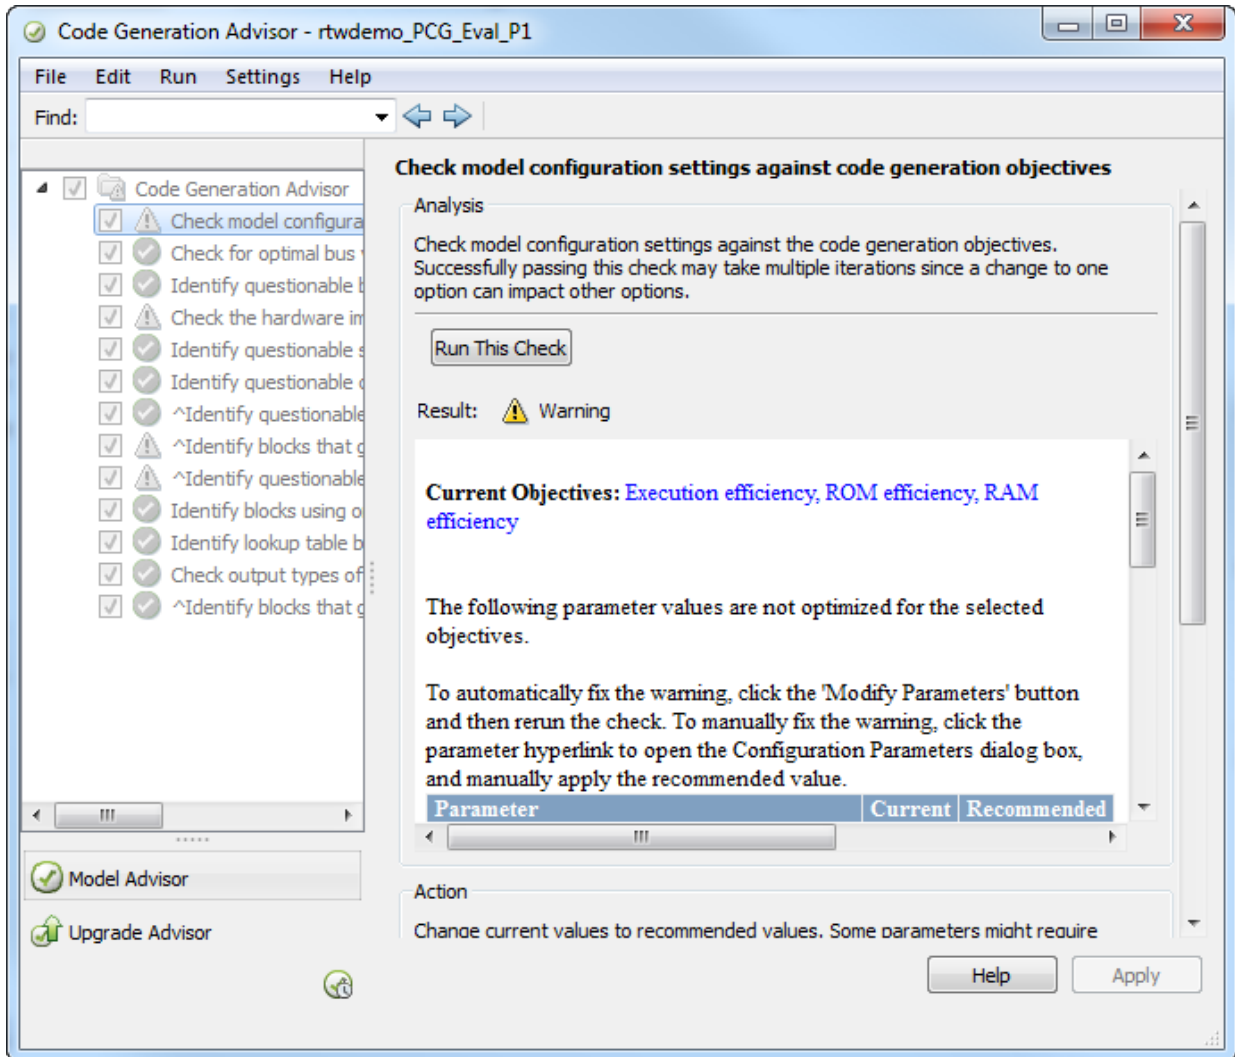 Code Generation Advisor - rtwdemo_PCG_Eval_P1
File Edit Run Settings Help
Find:
Code Generation Advisor
Check model configura
Check for optimal bus
Identify questionable b
Check the hardware im
Identify questionable s
Identify questionable
^Identify questionable
^Identify blocks that g
^Identify questionable
Identify blocks using o
Identify lookup table b
Check output types of
^Identify blocks that g
Model Advisor
Upgrade Advisor
Check model configuration settings against code generation objectives
Analysis
Check model configuration settings against the code generation objectives.
Successfully passing this check may take multiple iterations since a change to one
option can impact other options.
Run This Check
Result: Warning
Current Objectives: Execution efficiency, ROM efficiency, RAM
efficiency
The following parameter values are not optimized for the selected
objectives.
To automatically fix the warning, click the 'Modify Parameters' button
and then rerun the check. To manually fix the warning, click the
parameter hyperlink to open the Configuration Parameters dialog box,
and manually apply the recommended value.
Parameter Current Recommended
Action
Change current values to recommended values. Some parameters might require
Help Apply